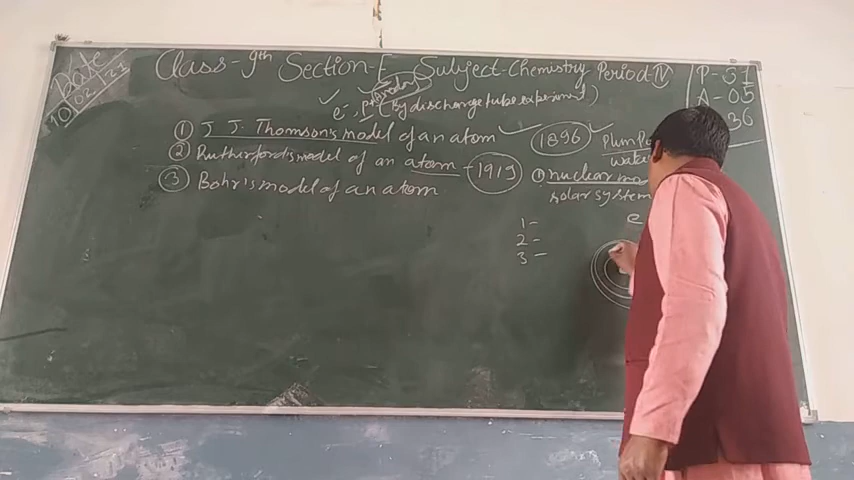 Date
10 02 21
Class-9th Section-F Subject-Chemistry Period-IV
P-31
A-05
36
e⁻, (By discharge tube experiment)
① J.J. Thomson's model of an atom 1896 Plum
② Rutherford's model of an atom - 1919 ① nuclear
solar system
③ Bohr's model of an atom
1-
2-
3-
e